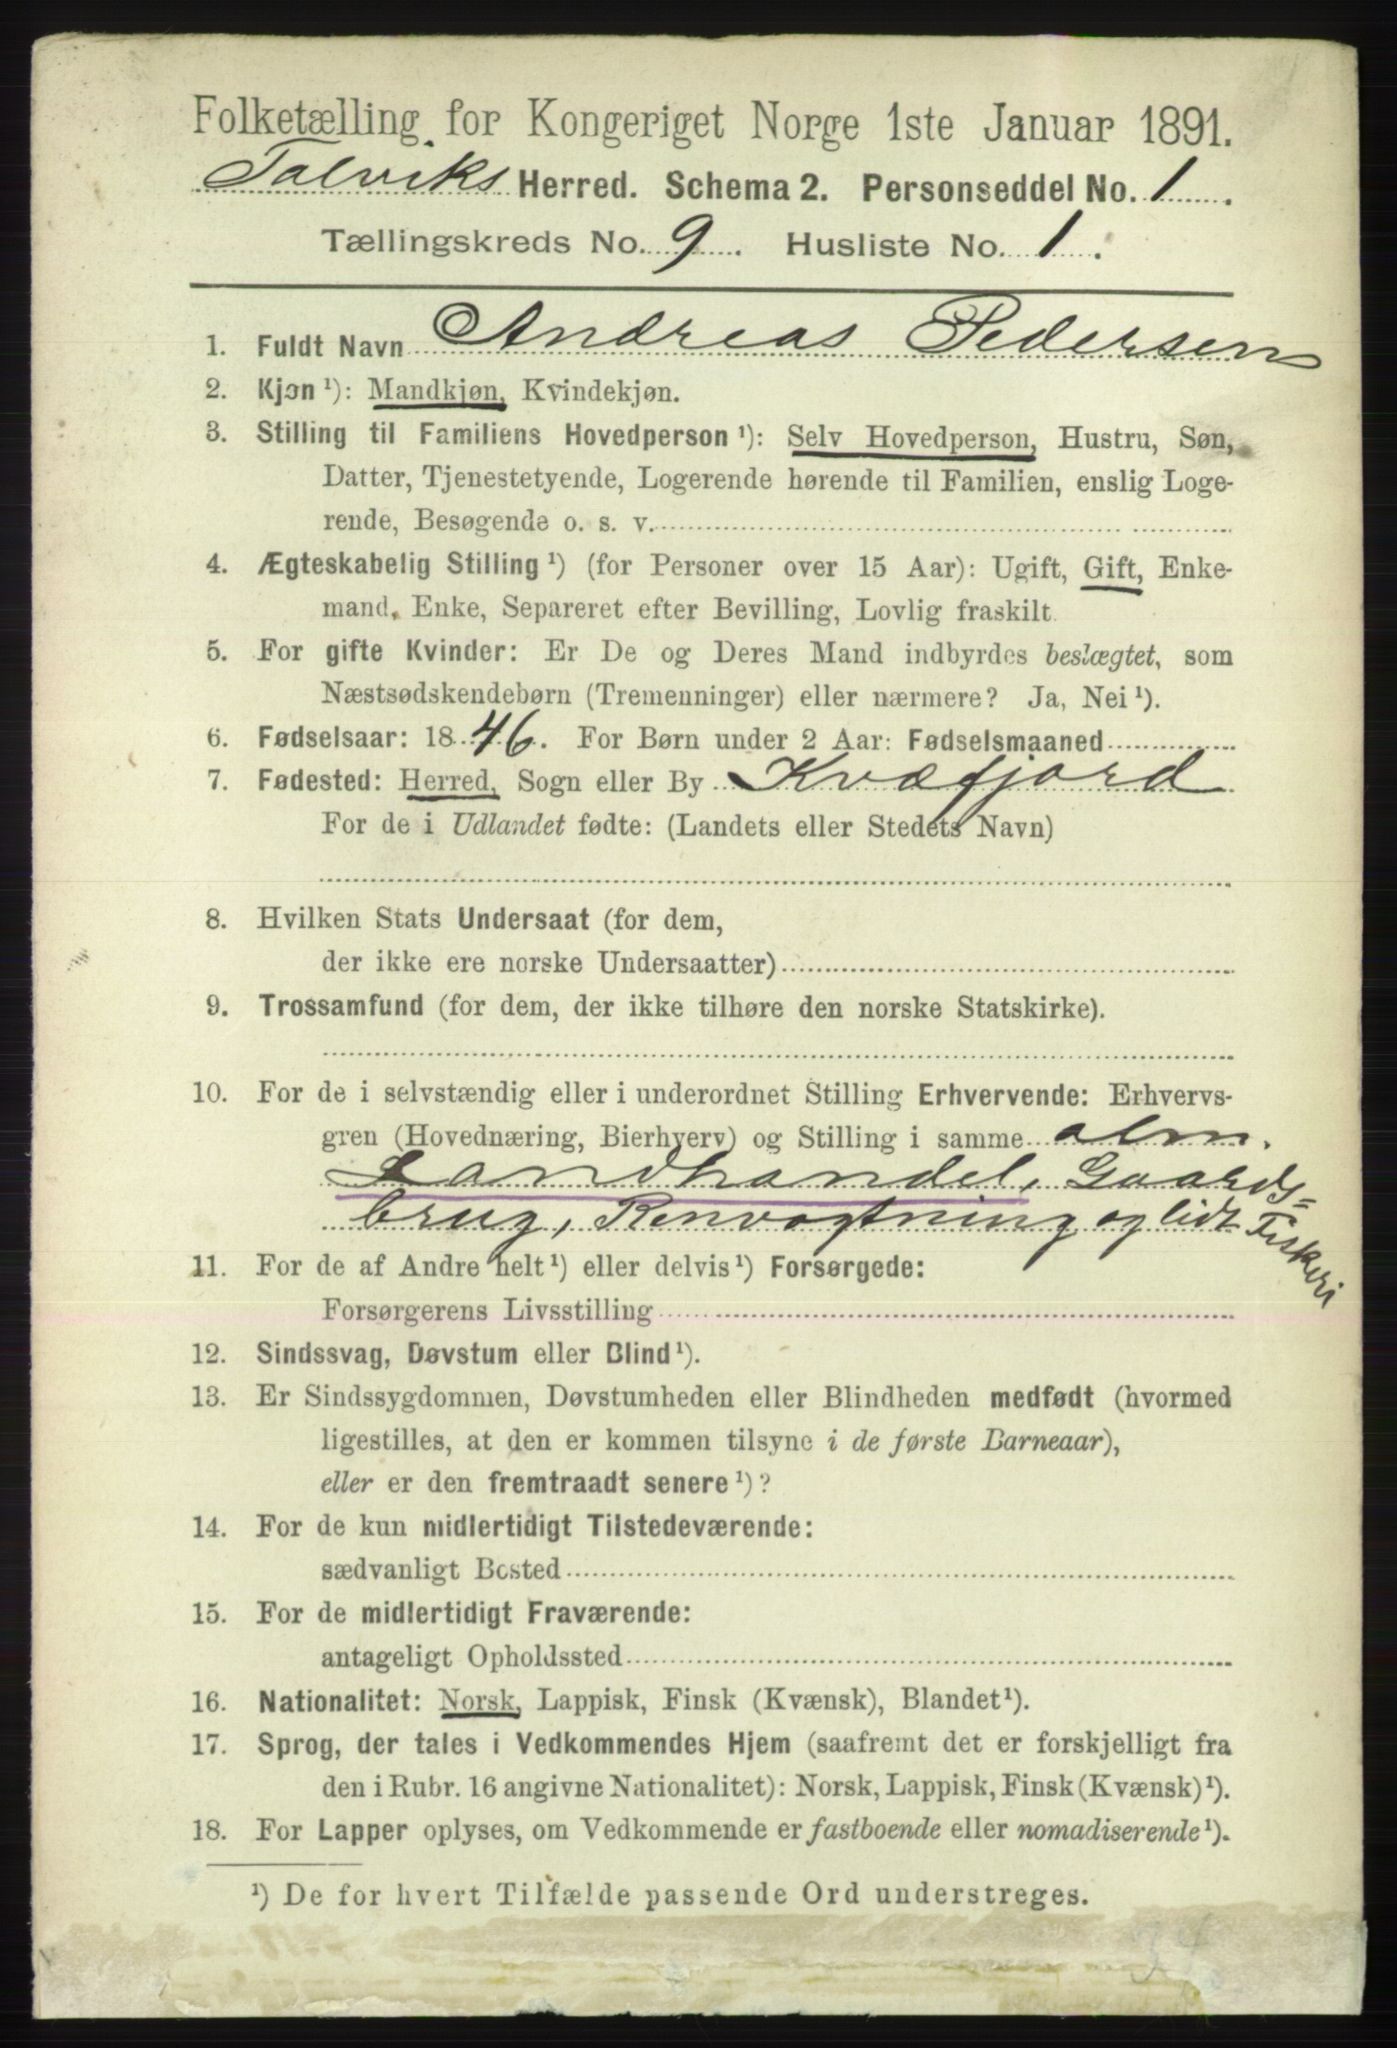 Folketælling for Kongeriget Norge 1ste Januar 1891.
Talviks Herred. Schema 2. Personseddel No. 1.
Tællingskreds No. 9. Husliste No. 1.
1. Fuldt Navn Andreas Pedersen
2. Kjøn ¹): Mandkjøn, Kvindekjøn.
3. Stilling til Familiens Hovedperson ¹): Selv Hovedperson, Hustru, Søn,
Datter, Tjenestetyende, Logerende hørende til Familien, enslig Loge-
rende, Besøgende o. s. v.
4. Ægteskabelig Stilling ¹) (for Personer over 15 Aar): Ugift, Gift, Enke-
mand, Enke, Separeret efter Bevilling, Lovlig fraskilt.
5. For gifte Kvinder: Er De og Deres Mand indbyrdes beslægtet, som
Næstsødskendebørn (Tremenninger) eller nærmere? Ja, Nei ¹).
6. Fødselsaar: 1846. For Børn under 2 Aar: Fødselsmaaned
7. Fødested: Herred, Sogn eller By Kvæfjord
For de i Udlandet fødte: (Landets eller Stedets Navn)
8. Hvilken Stats Undersaat (for dem,
der ikke ere norske Undersaatter)
9. Trossamfund (for dem, der ikke tilhøre den norske Statskirke).
10. For de i selvstændig eller i underordnet Stilling Erhvervende: Erhvervs-
gren (Hovednæring, Bierhverv) og Stilling i samme alm.
Landhandel, Gaards-
brug, Renvogtning og lidt Fiskeri
11. For de af Andre helt ¹) eller delvis ¹) Forsørgede:
Forsørgerens Livsstilling
12. Sindssvag, Døvstum eller Blind ¹).
13. Er Sindssygdommen, Døvstumheden eller Blindheden medfødt (hvormed
ligestilles, at den er kommen tilsyne i de første Barneaar),
eller er den fremtraadt senere ¹)?
14. For de kun midlertidigt Tilstedeværende:
sædvanligt Bosted
15. For de midlertidigt Fraværende:
antageligt Opholdssted
16. Nationalitet: Norsk, Lappisk, Finsk (Kvænsk), Blandet ¹).
17. Sprog, der tales i Vedkommendes Hjem (saafremt det er forskjelligt fra
den i Rubr. 16 angivne Nationalitet): Norsk, Lappisk, Finsk (Kvænsk) ¹).
18. For Lapper oplyses, om Vedkommende er fastboende eller nomadiserende ¹).
¹) De for hvert Tilfælde passende Ord understreges.